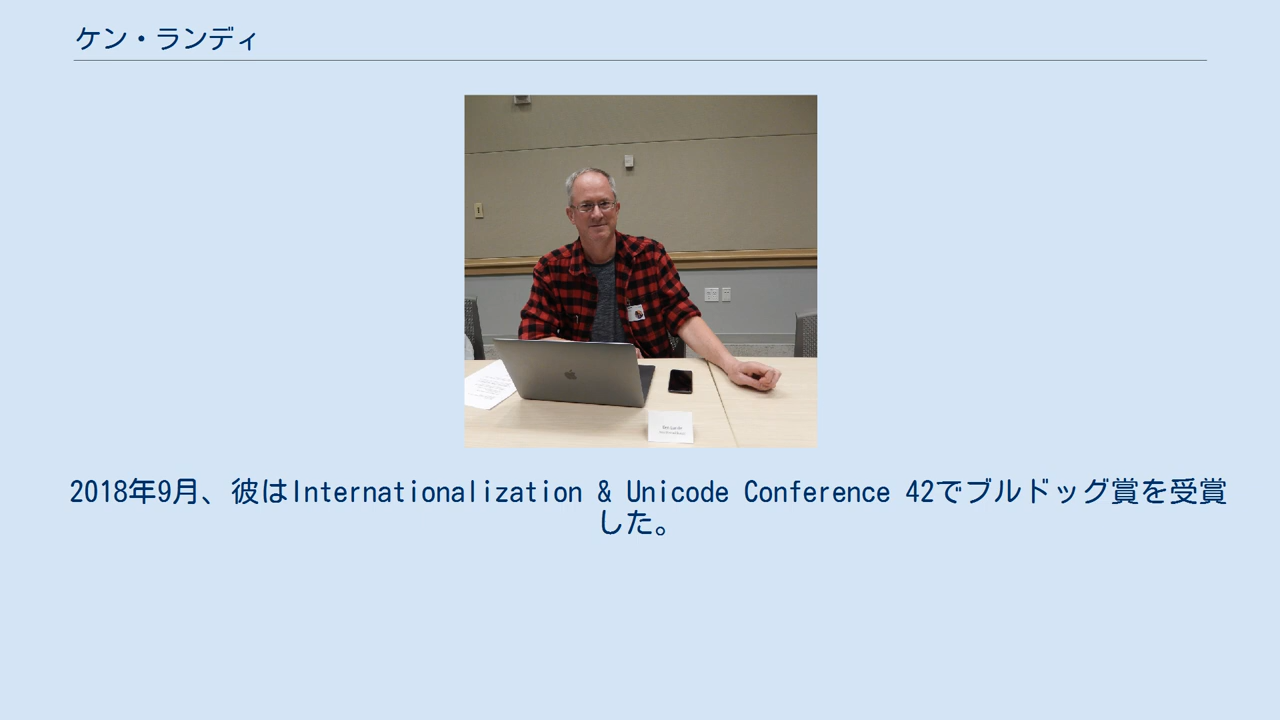 ケン・ランディ
2018年9月、彼はInternationalization & Unicode Conference 42でブルドッグ賞を受賞
した。